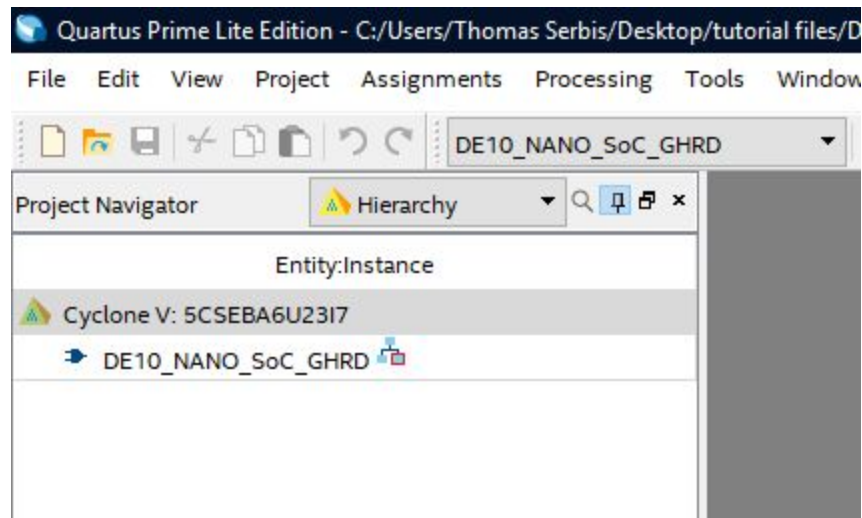 Quartus Prime Lite Edition - C:/Users/Thomas Serbis/Desktop/tutorial files/D
File Edit View Project Assignments Processing Tools Window
DE10_NANO_SoC_GHRD
Project Navigator Hierarchy
Entity:Instance
Cyclone V: 5CSEBA6U23I7
DE10_NANO_SoC_GHRD